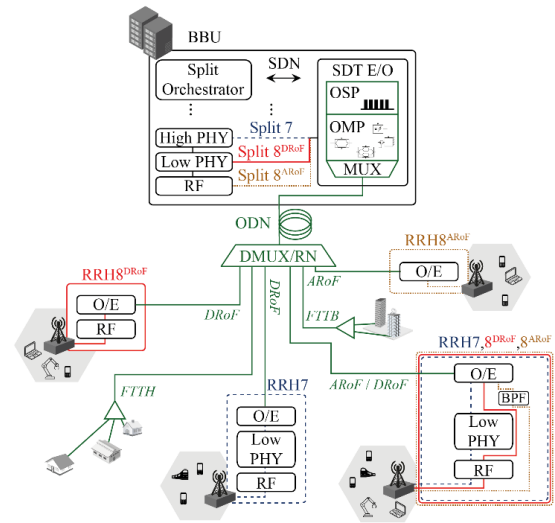 BBU
Split
Orchestrator
SDN
SDT E/O
OSP
OMP
MUX
High PHY
Low PHY
RF
Split 7
Split 8DRoF
Split 8ARoF
ODN
DMUX/RN
RRH8DRoF
O/E
RF
DRoF
DRoF
ARoF
FTTB
RRH8ARoF
O/E
FTTH
ARoF / DRoF
RRH7
O/E
Low
PHY
RF
RRH7,8DRoF,8ARoF
O/E
BPF
Low
PHY
RF